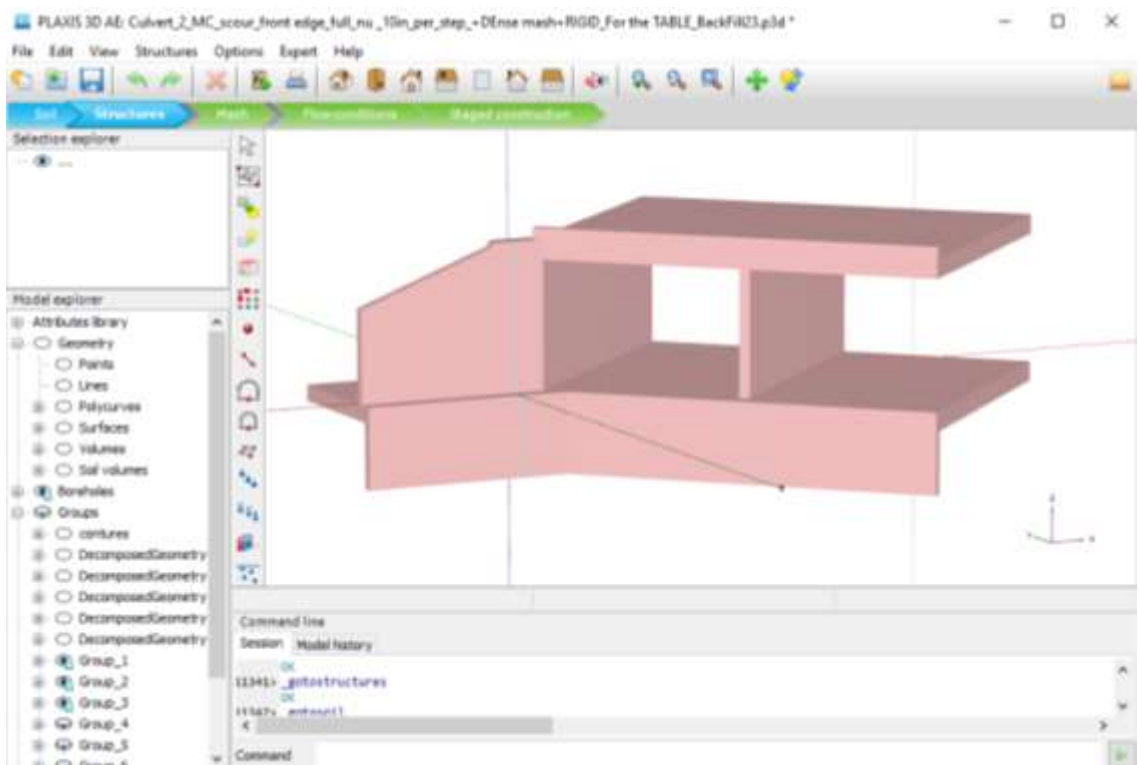 PLAXIS 3D AE: Culvert_2_MC_scour_front edge_full_nu _10in_per_step_+DEnse mash+RIGID_For the TABLE_BackFill23.p3d *
File Edit View Structures Options Expert Help
Soil Structures Mesh Flow conditions Staged construction
Selection explorer
...
Model explorer
Attributes library
Geometry
Points
Lines
Polycurves
Surfaces
Volumes
Soil volumes
Boreholes
Groups
contures
DecomposedGeometry
DecomposedGeometry
DecomposedGeometry
DecomposedGeometry
DecomposedGeometry
Group_1
Group_2
Group_3
Group_4
Group_5
z
x
Command line
Session Model history
OK
_gotostructures
OK
_gotosoil
Command